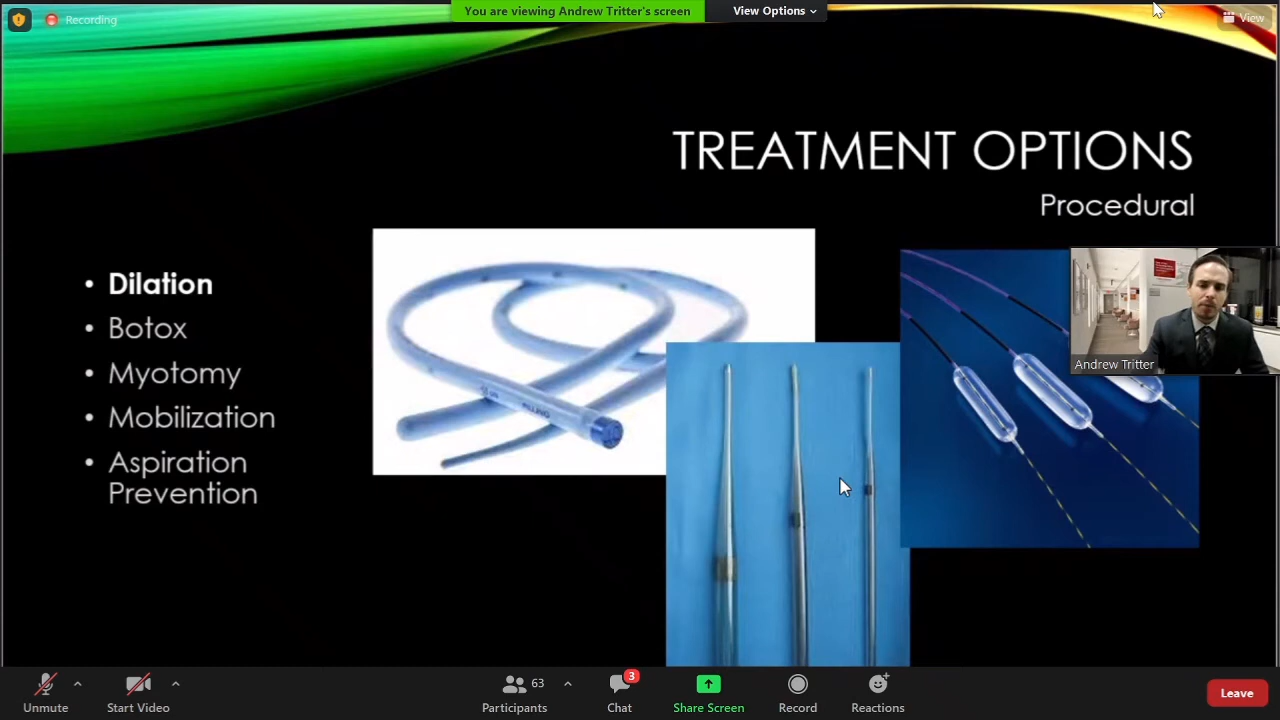 Recording
You are viewing Andrew Tritter's screen
View Options
View
TREATMENT OPTIONS
Procedural
• Dilation
• Botox
• Myotomy
• Mobilization
• Aspiration
Prevention
Andrew Tritter
Unmute
Start Video
63
Participants
3
Chat
Share Screen
Record
Reactions
Leave